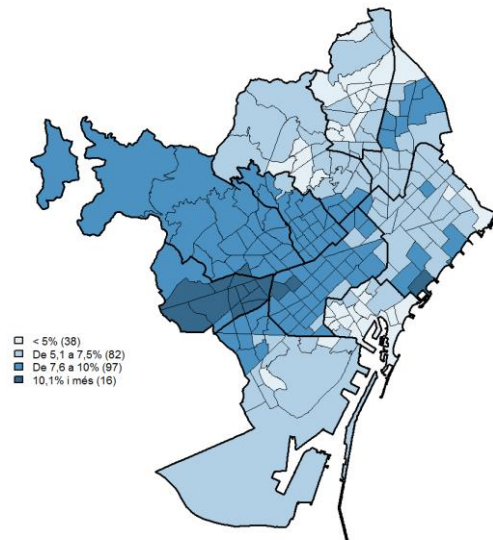 < 5% (38)
De 5,1 a 7,5% (82)
De 7,6 a 10% (97)
10,1% i més (16)